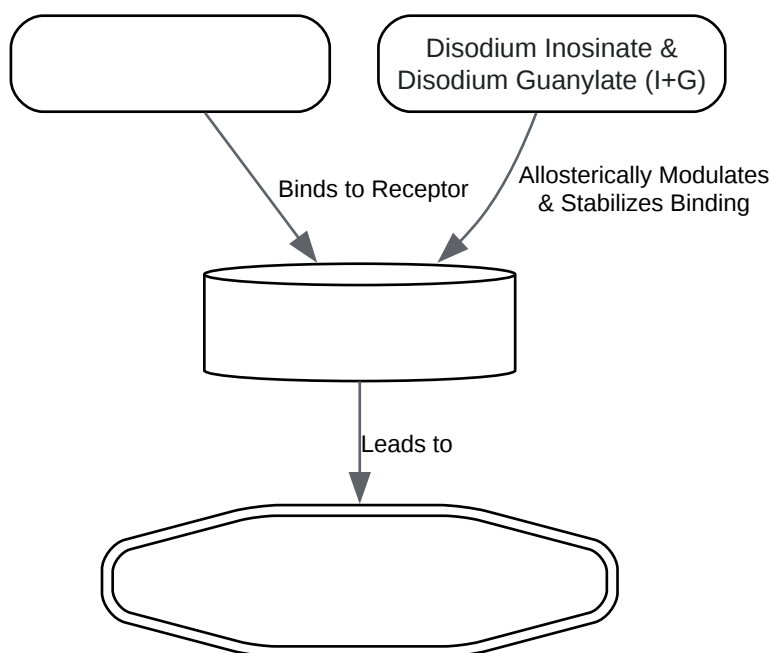 Disodium Inosinate &
Disodium Guanylate (I+G)
Binds to Receptor
Allosterically Modulates
& Stabilizes Binding
Leads to